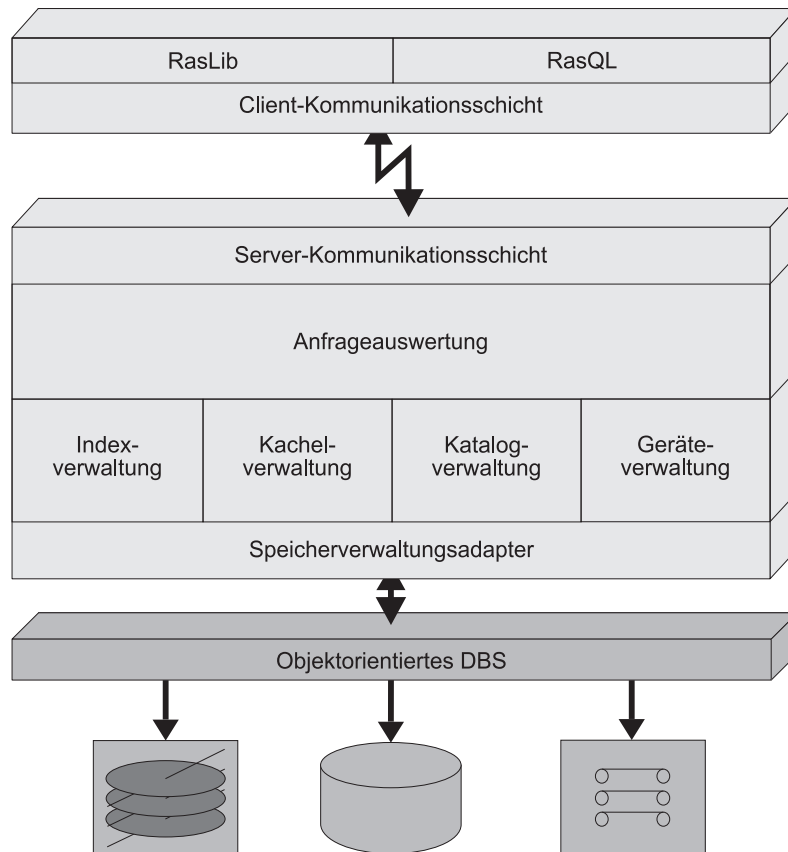 RasLib
RasQL
Client-Kommunikationsschicht
Server-Kommunikationsschicht
Anfrageauswertung
Index-
verwaltung
Kachel-
verwaltung
Katalog-
verwaltung
Geräte-
verwaltung
Speicherverwaltungsadapter
Objektorientiertes DBS